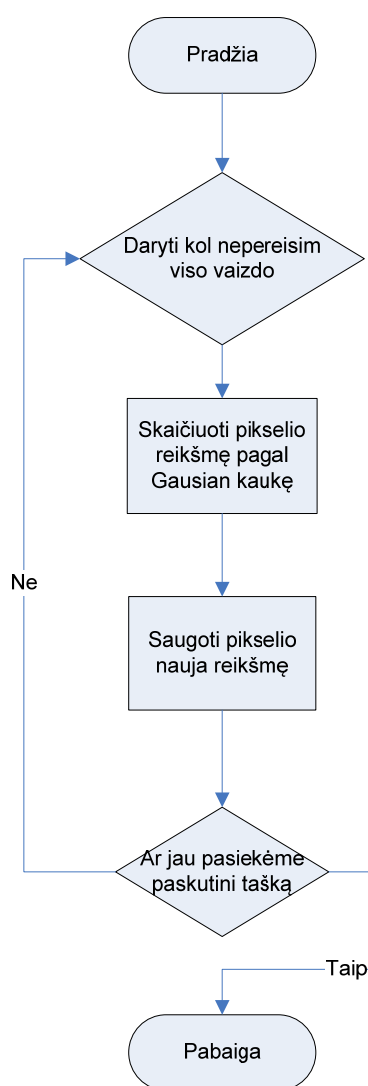 Pradžia
Daryti kol nepereisim
viso vaizdo
Skaičiuoti pikselio
reikšmę pagal
Gausian kaukę
Ne
Saugoti pikselio
nauja reikšmę
Ar jau pasiekėme
paskutini tašką
Taip
Pabaiga